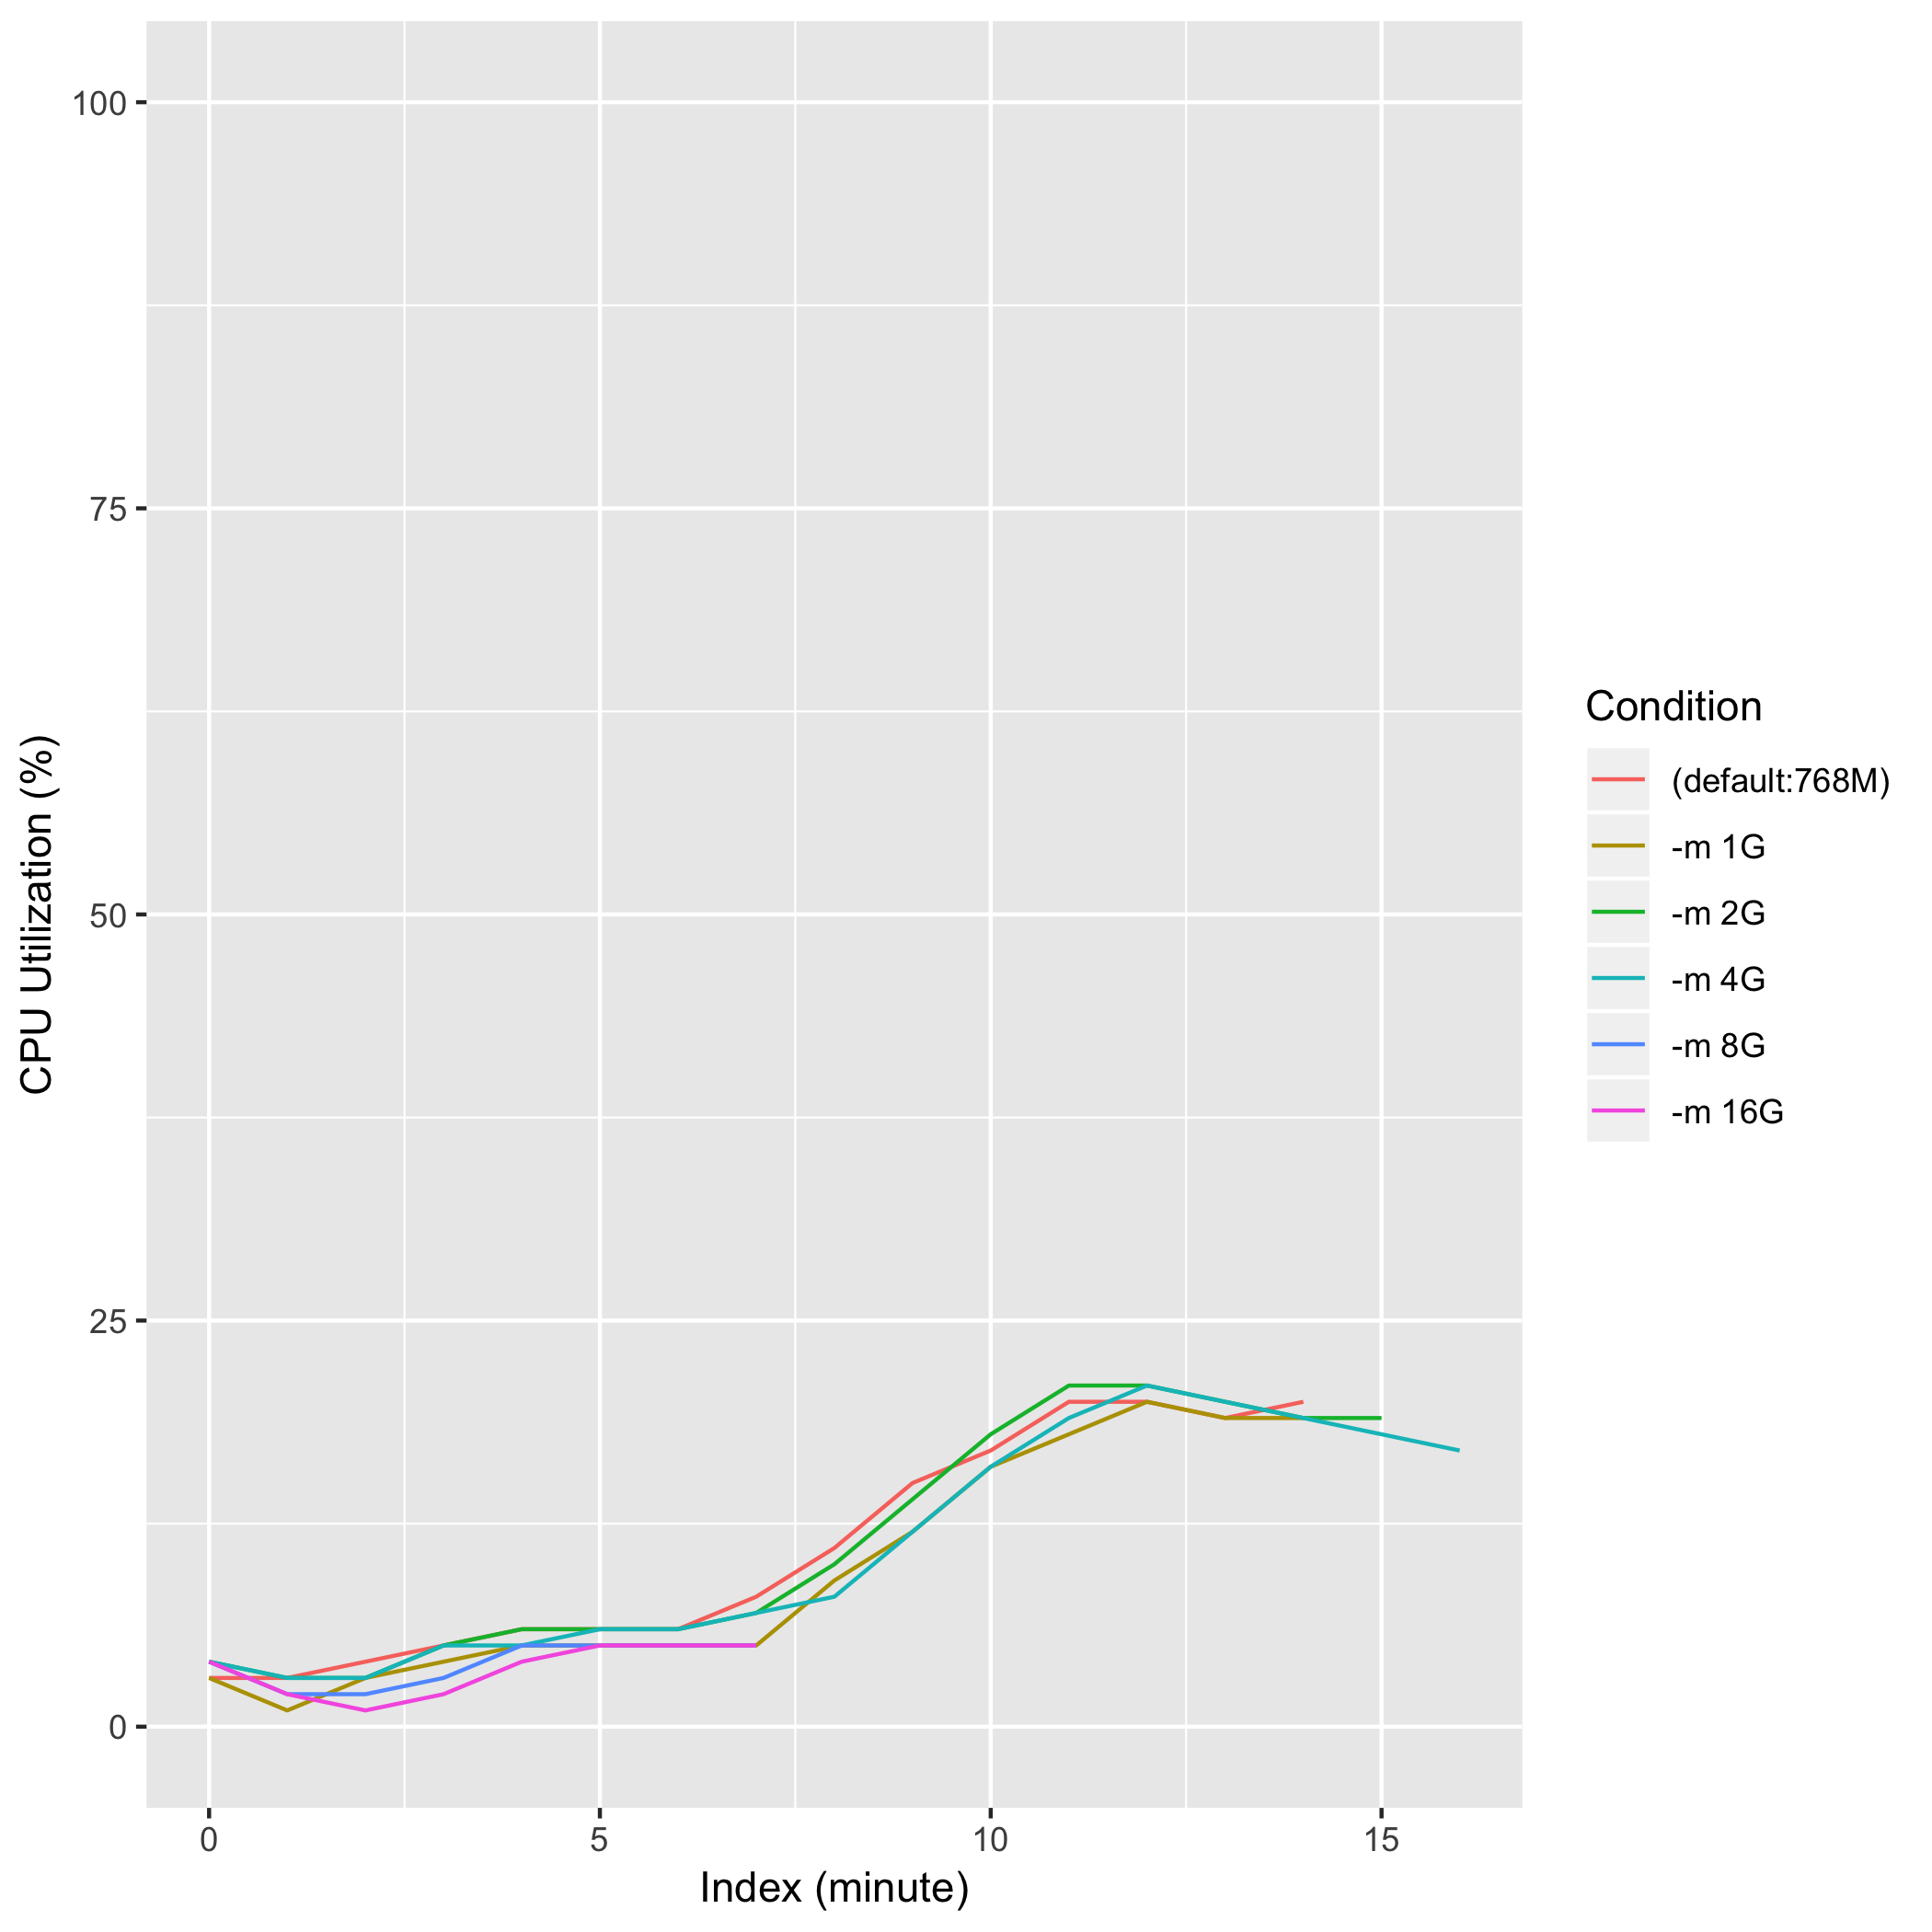 100
75
50
25
0
CPU Utilization (%)
0
5
10
15
Index (minute)
Condition
(default:768M)
-m 1G
-m 2G
-m 4G
-m 8G
-m 16G